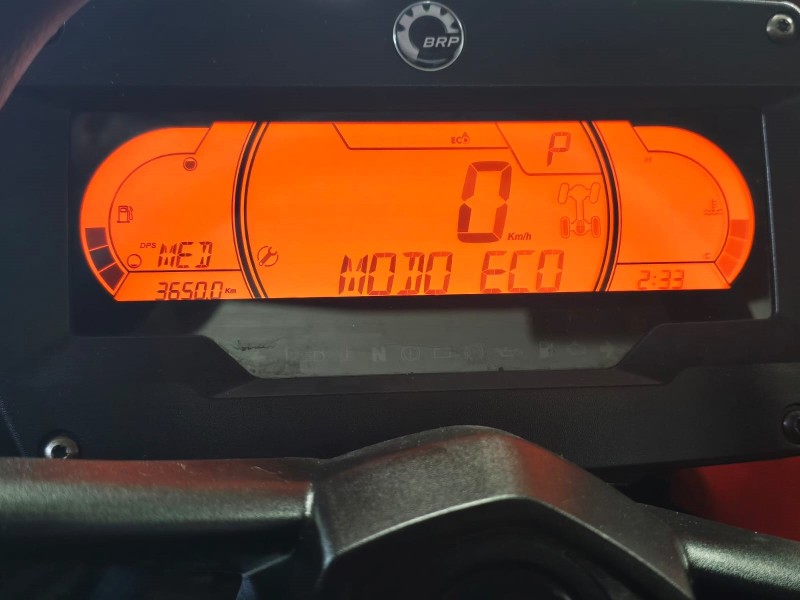 BRP
ECO
P
0
Km/h
DPS MED
MODO ECO
3650.0 Km
2:33
C